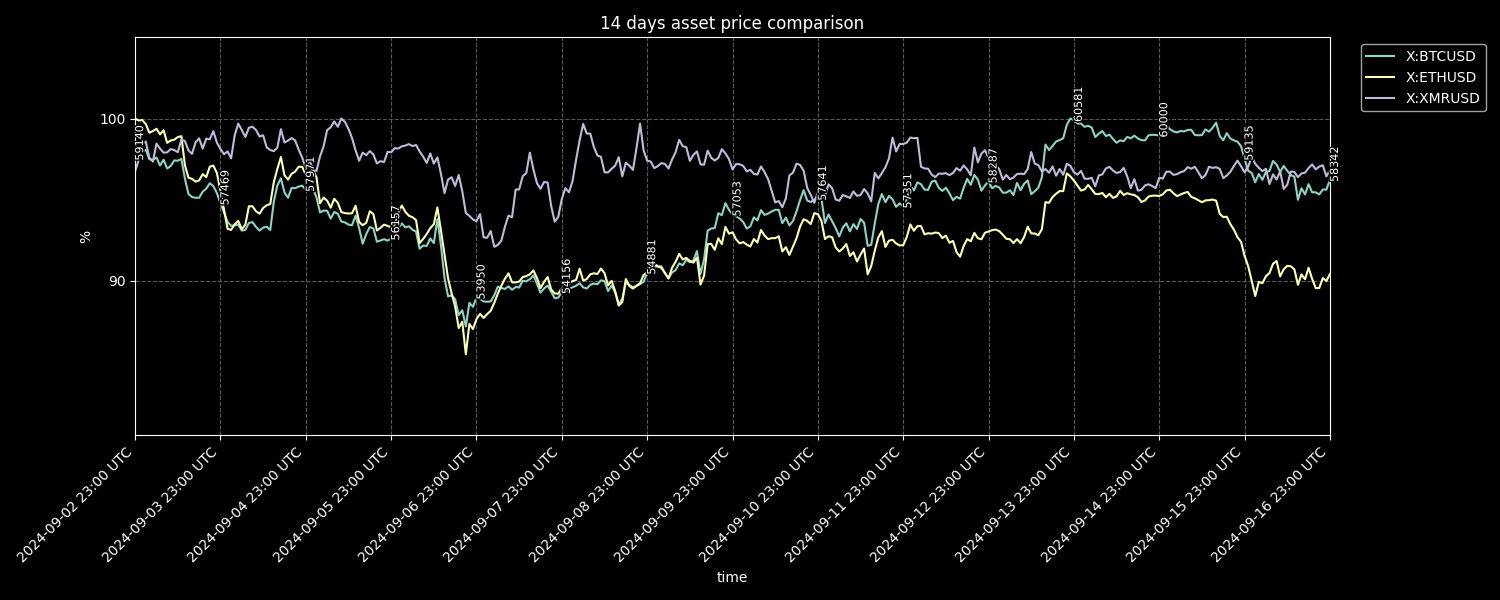 14 days asset price comparison
X:BTCUSD
X:ETHUSD
X:XMRUSD
100
90
%
59140
57469
57971
56157
53950
54156
54881
57053
57641
57351
58287
60581
60000
59135
58342
2024-09-02 23:00 UTC
2024-09-03 23:00 UTC
2024-09-04 23:00 UTC
2024-09-05 23:00 UTC
2024-09-06 23:00 UTC
2024-09-07 23:00 UTC
2024-09-08 23:00 UTC
2024-09-09 23:00 UTC
2024-09-10 23:00 UTC
2024-09-11 23:00 UTC
2024-09-12 23:00 UTC
2024-09-13 23:00 UTC
2024-09-14 23:00 UTC
2024-09-15 23:00 UTC
2024-09-16 23:00 UTC
time